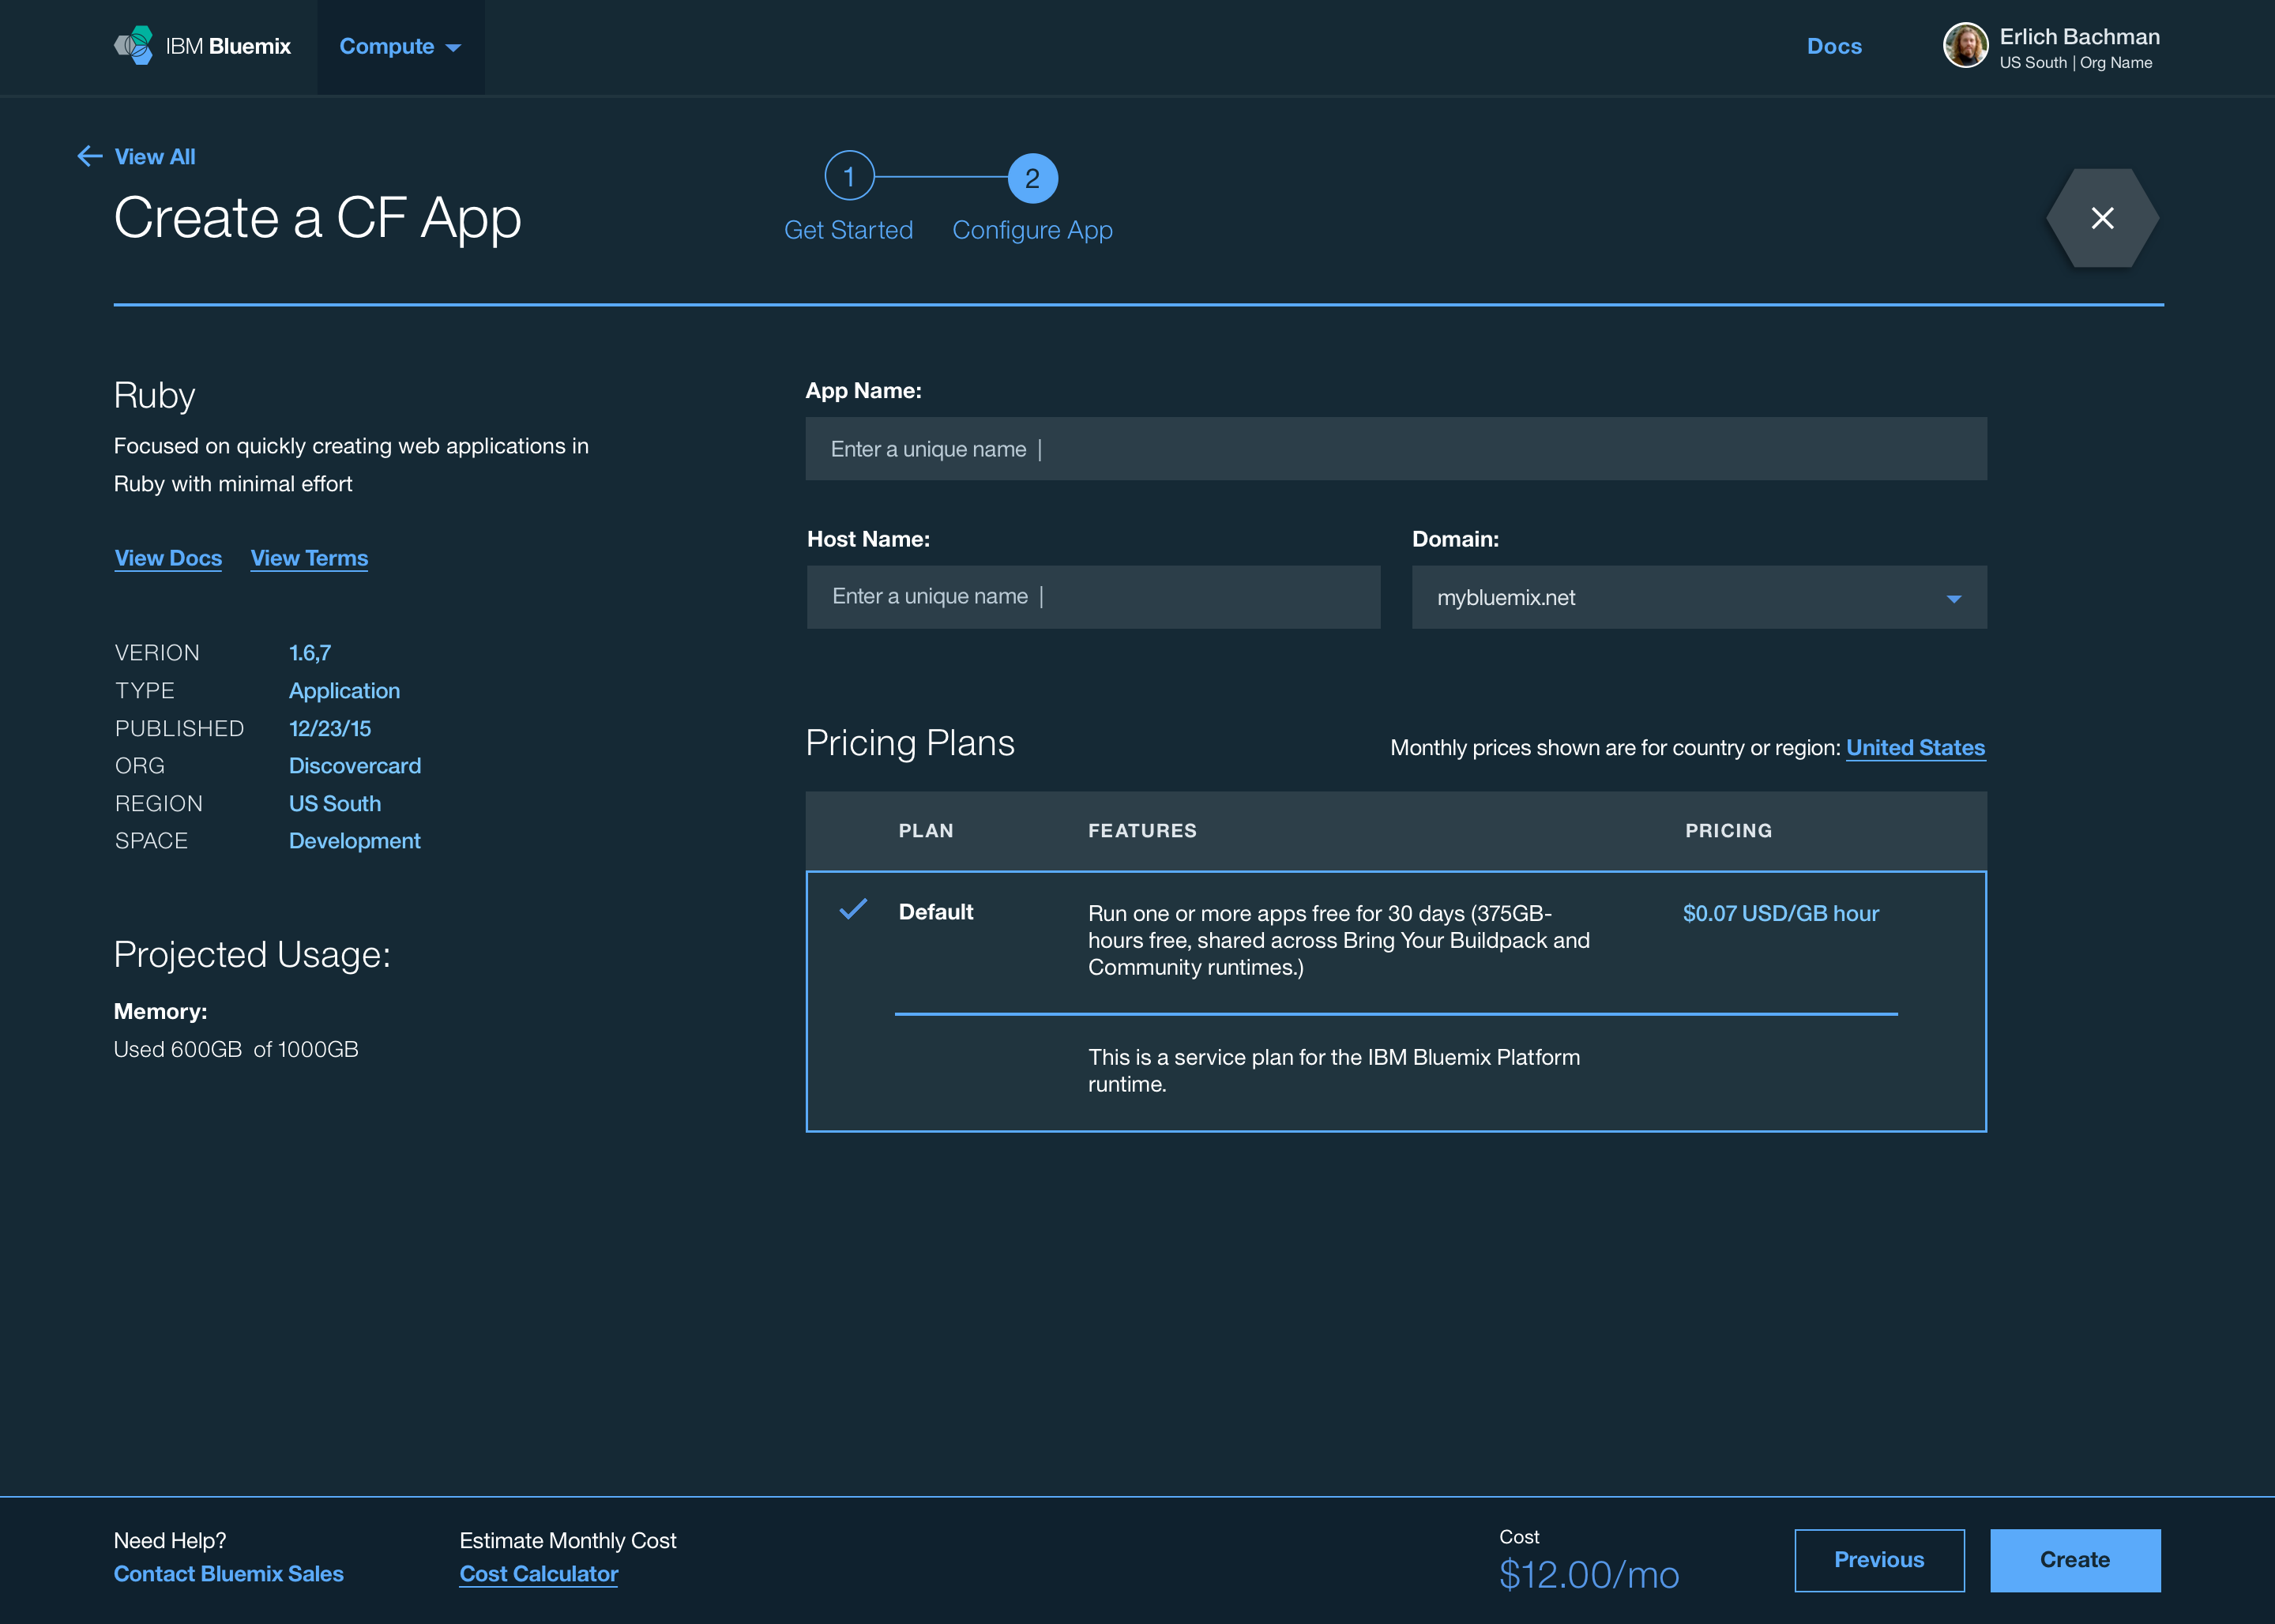 IBM Bluemix
Compute
Docs
Erlich Bachman
US South | Org Name
View All
Create a CF App
1
2
Get Started
Configure App
Ruby
Focused on quickly creating web applications in
Ruby with minimal effort
View Docs
View Terms
VERION 1.6,7
TYPE Application
PUBLISHED 12/23/15
ORG Discovercard
REGION US South
SPACE Development
Projected Usage:
Memory:
Used 600GB of 1000GB
App Name:
Enter a unique name |
Host Name:
Enter a unique name |
Domain:
mybluemix.net
Pricing Plans
Monthly prices shown are for country or region: United States
PLAN FEATURES PRICING
Default
Run one or more apps free for 30 days (375GB-
hours free, shared across Bring Your Buildpack and
Community runtimes.)
$0.07 USD/GB hour
This is a service plan for the IBM Bluemix Platform
runtime.
Need Help?
Contact Bluemix Sales
Estimate Monthly Cost
Cost Calculator
Cost
$12.00/mo
Previous
Create